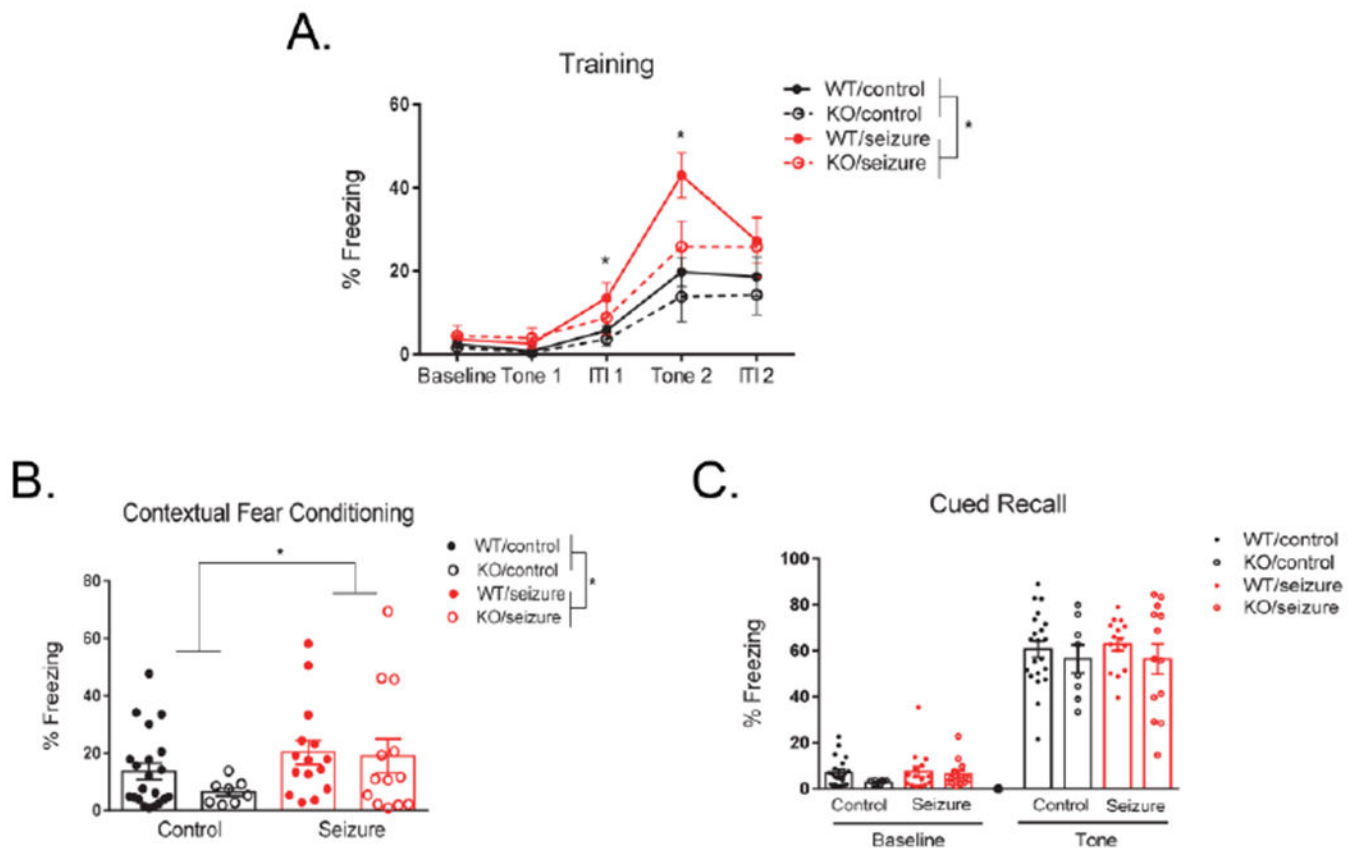 A.
Training
WT/control
KO/control
WT/seizure
KO/seizure
*
*
*
% Freezing
60
40
20
0
Baseline Tone 1 ITI 1 Tone 2 ITI 2
B.
Contextual Fear Conditioning
*
WT/control
KO/control
WT/seizure
KO/seizure
*
% Freezing
80
60
40
20
0
Control Seizure
C.
Cued Recall
WT/control
KO/control
WT/seizure
KO/seizure
% Freezing
100
80
60
40
20
0
Control Seizure Control Seizure
Baseline Tone